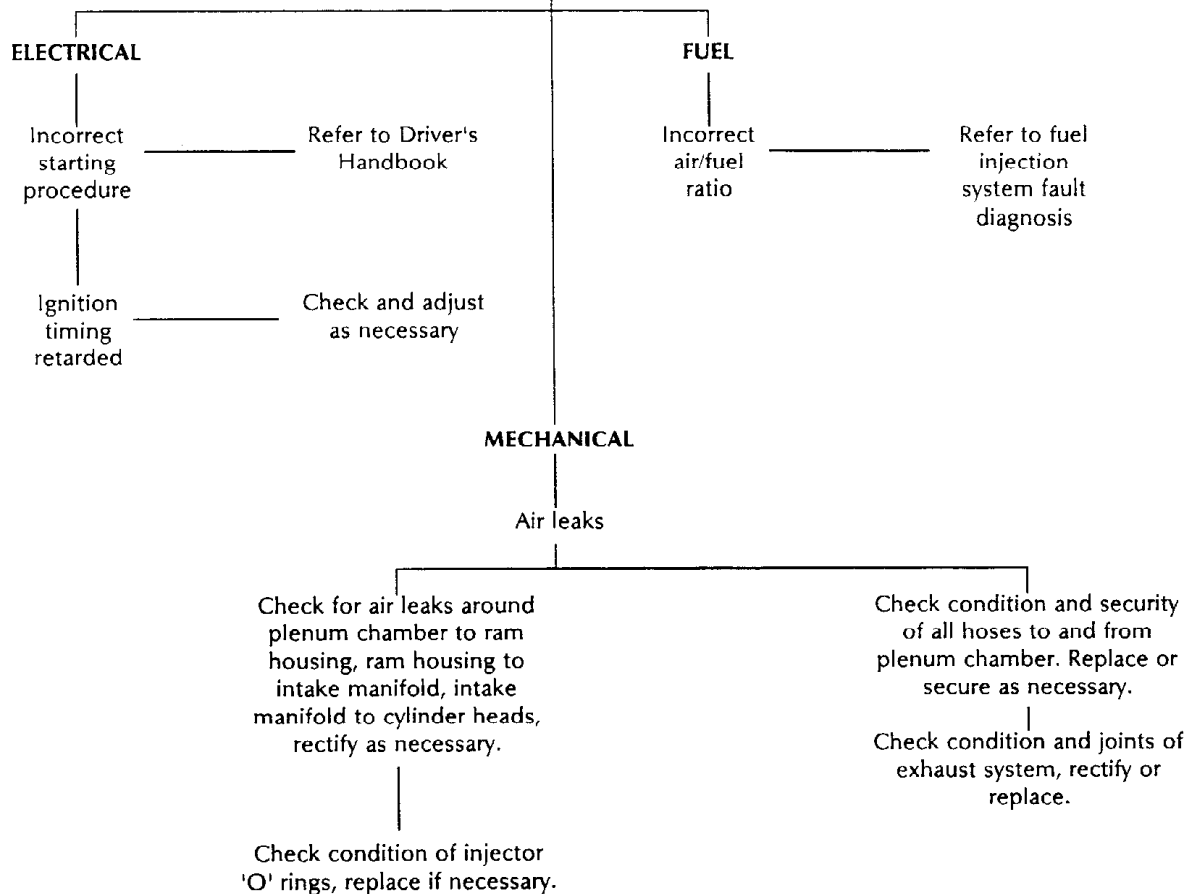 ELECTRICAL
FUEL
Incorrect
starting
procedure
Refer to Driver's
Handbook
Incorrect
air/fuel
ratio
Refer to fuel
injection
system fault
diagnosis
Ignition
timing
retarded
Check and adjust
as necessary
MECHANICAL
Air leaks
Check for air leaks around
plenum chamber to ram
housing, ram housing to
intake manifold, intake
manifold to cylinder heads,
rectify as necessary.
Check condition of injector
'O' rings, replace if necessary.
Check condition and security
of all hoses to and from
plenum chamber. Replace or
secure as necessary.
Check condition and joints of
exhaust system, rectify or
replace.